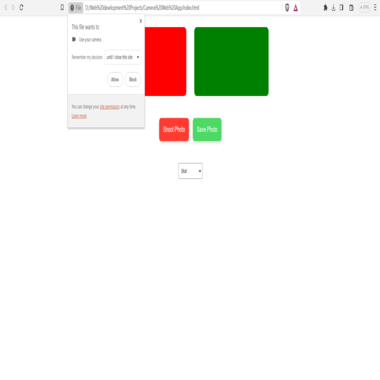 File D:/Web%20development%20Projects/Camera%20Web%20App/index.html
This file wants to
X
Use your camera
Remember my decision: until I close this site
Allow Block
You can change your site permission at any time.
Learn more
Shoot Photo Save Photo
blur